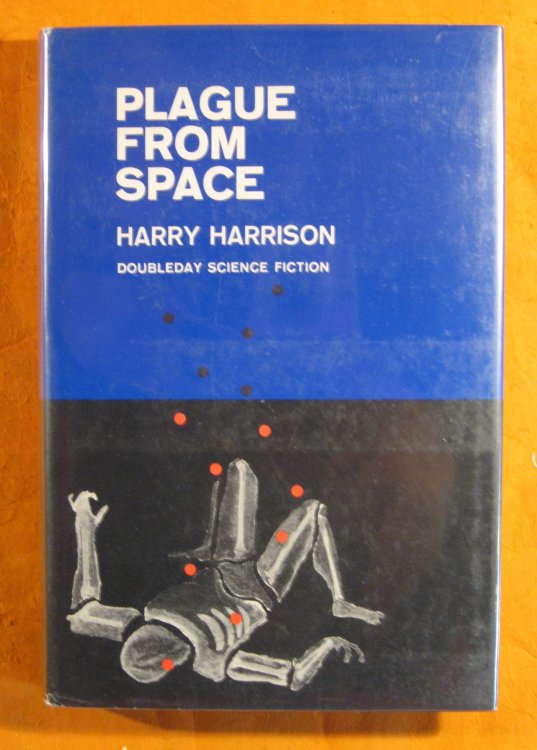 PLAGUE
FROM
SPACE
HARRY HARRISON
DOUBLEDAY SCIENCE FICTION